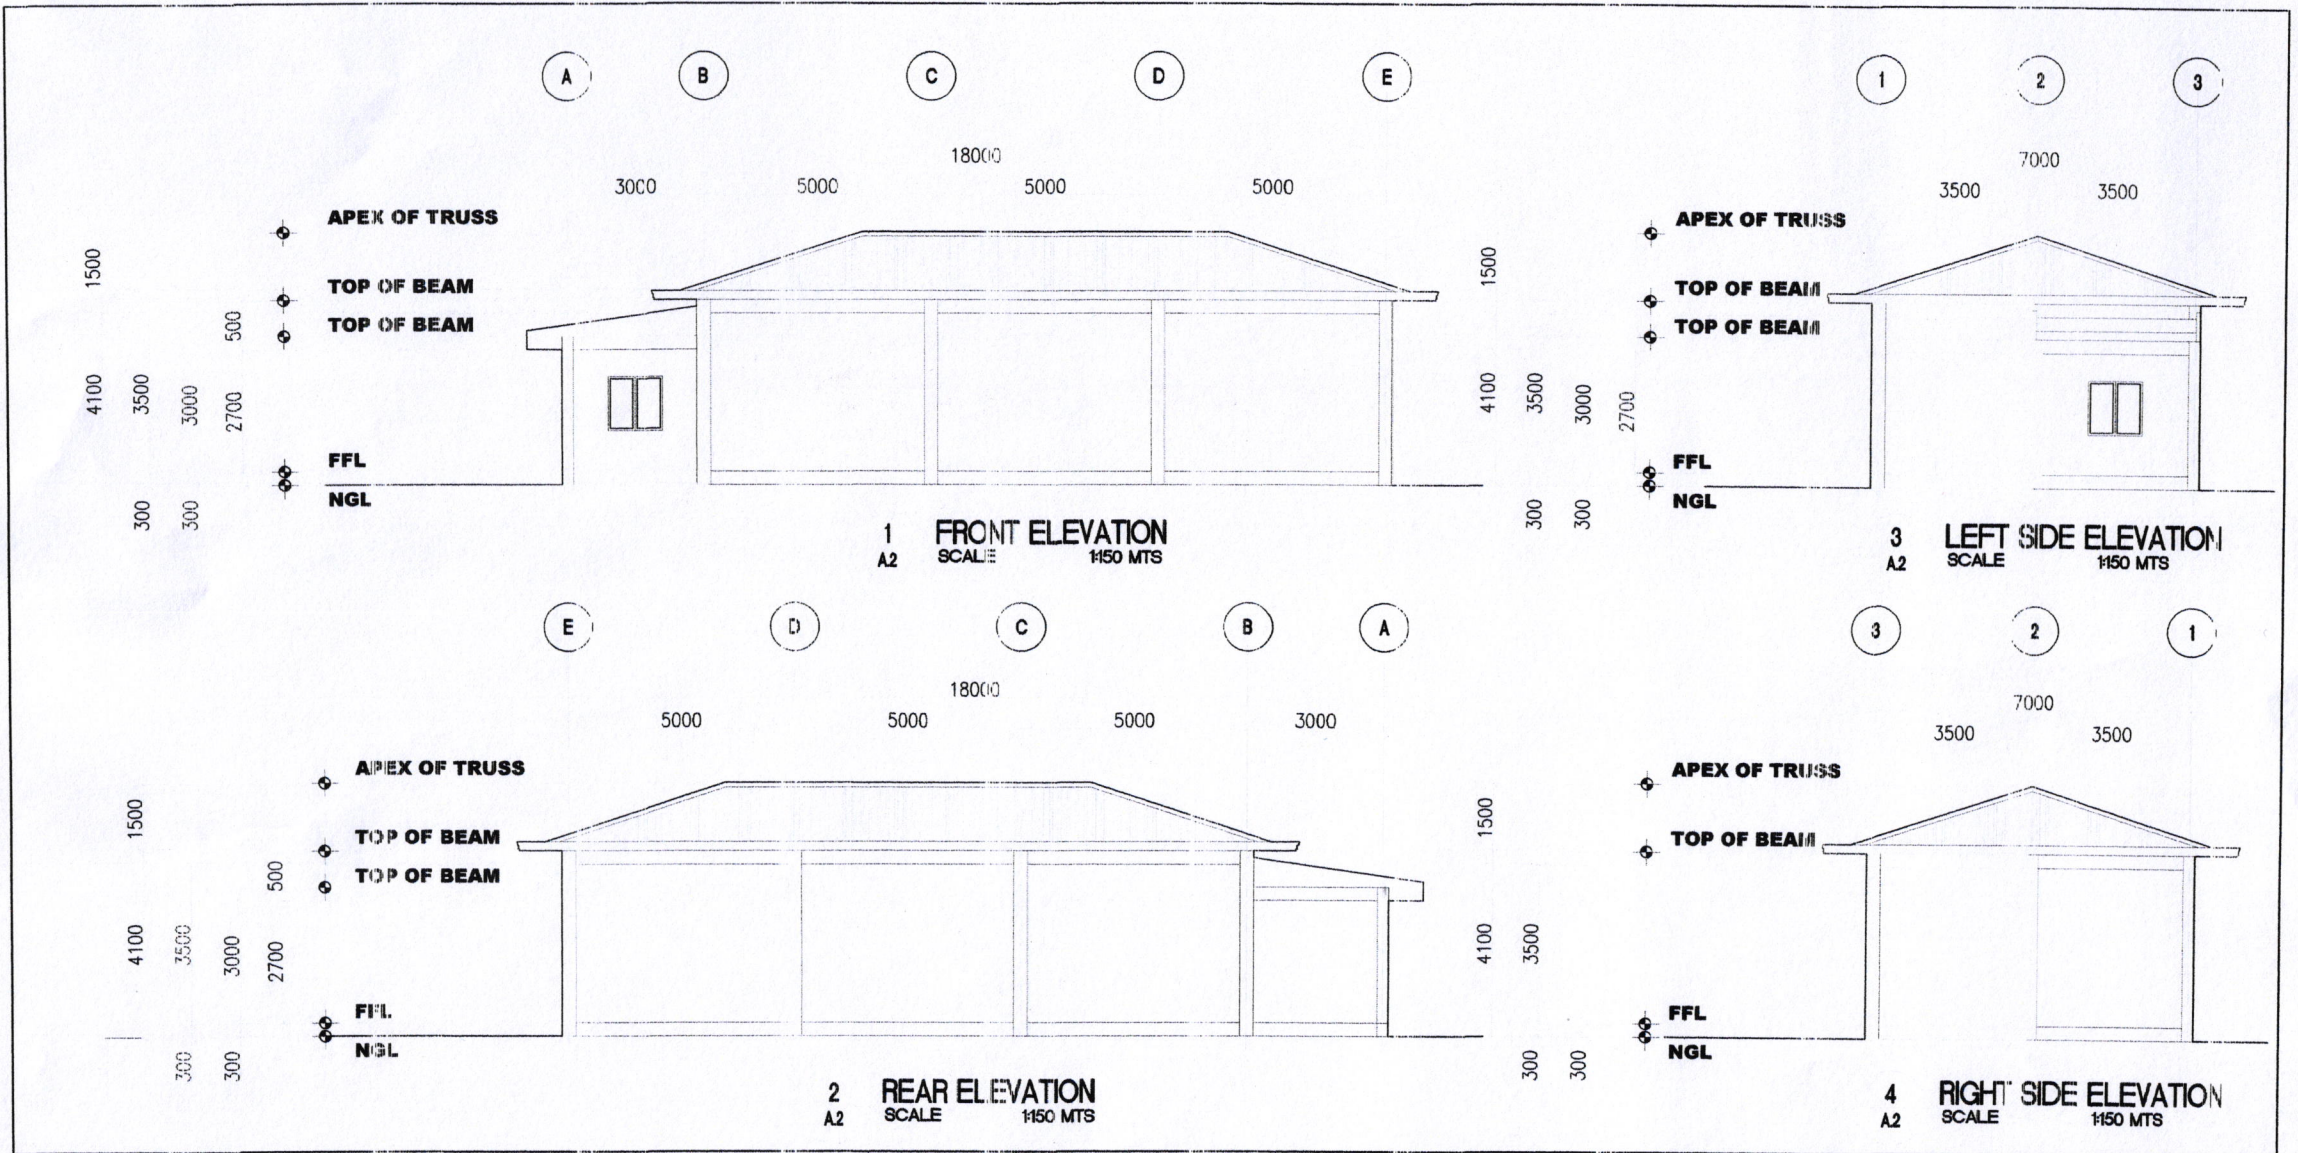 A B C D E
18000
3000 5000 5000 5000
APEX OF TRUSS
TOP OF BEAM
TOP OF BEAM
FFL
NGL
1500
500
4100
3500
3000
2700
300
300
1 FRONT ELEVATION
A.2 SCALE 1:150 MTS
1 2 3
7000
3500 3500
APEX OF TRUSS
TOP OF BEAM
TOP OF BEAM
FFL
NGL
1500
4100
3500
3000
2700
300
300
3 LEFT SIDE ELEVATION
A.2 SCALE 1:150 MTS
E D C B A
18000
5000 5000 5000 3000
APEX OF TRUSS
TOP OF BEAM
TOP OF BEAM
FFL
NGL
1500
500
4100
3500
3000
2700
300
300
2 REAR ELEVATION
A.2 SCALE 1:150 MTS
3 2 1
7000
3500 3500
APEX OF TRUSS
TOP OF BEAM
FFL
NGL
1500
4100
3500
300
300
4 RIGHT SIDE ELEVATION
A.2 SCALE 1:150 MTS